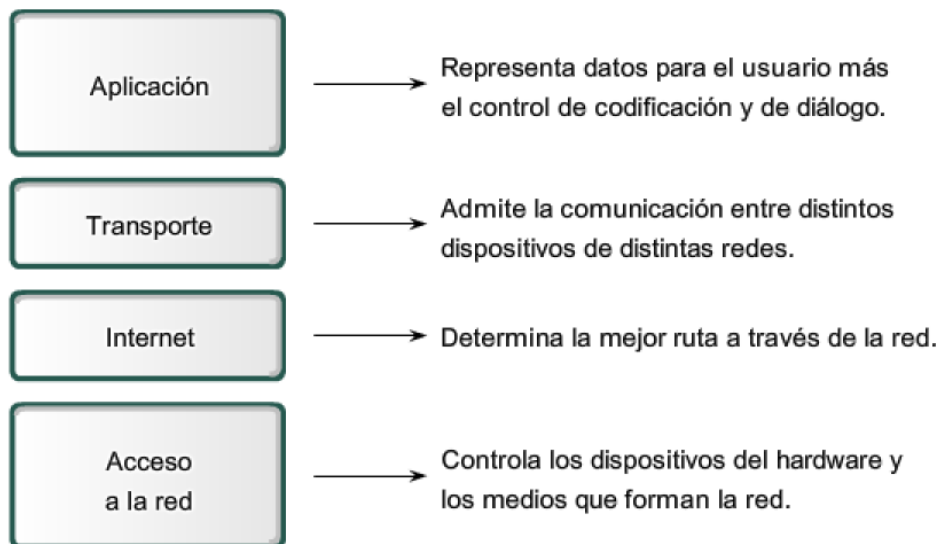 Aplicación
Representa datos para el usuario más
el control de codificación y de diálogo.
Transporte
Admite la comunicación entre distintos
dispositivos de distintas redes.
Internet
Determina la mejor ruta a través de la red.
Acceso
a la red
Controla los dispositivos del hardware y
los medios que forman la red.